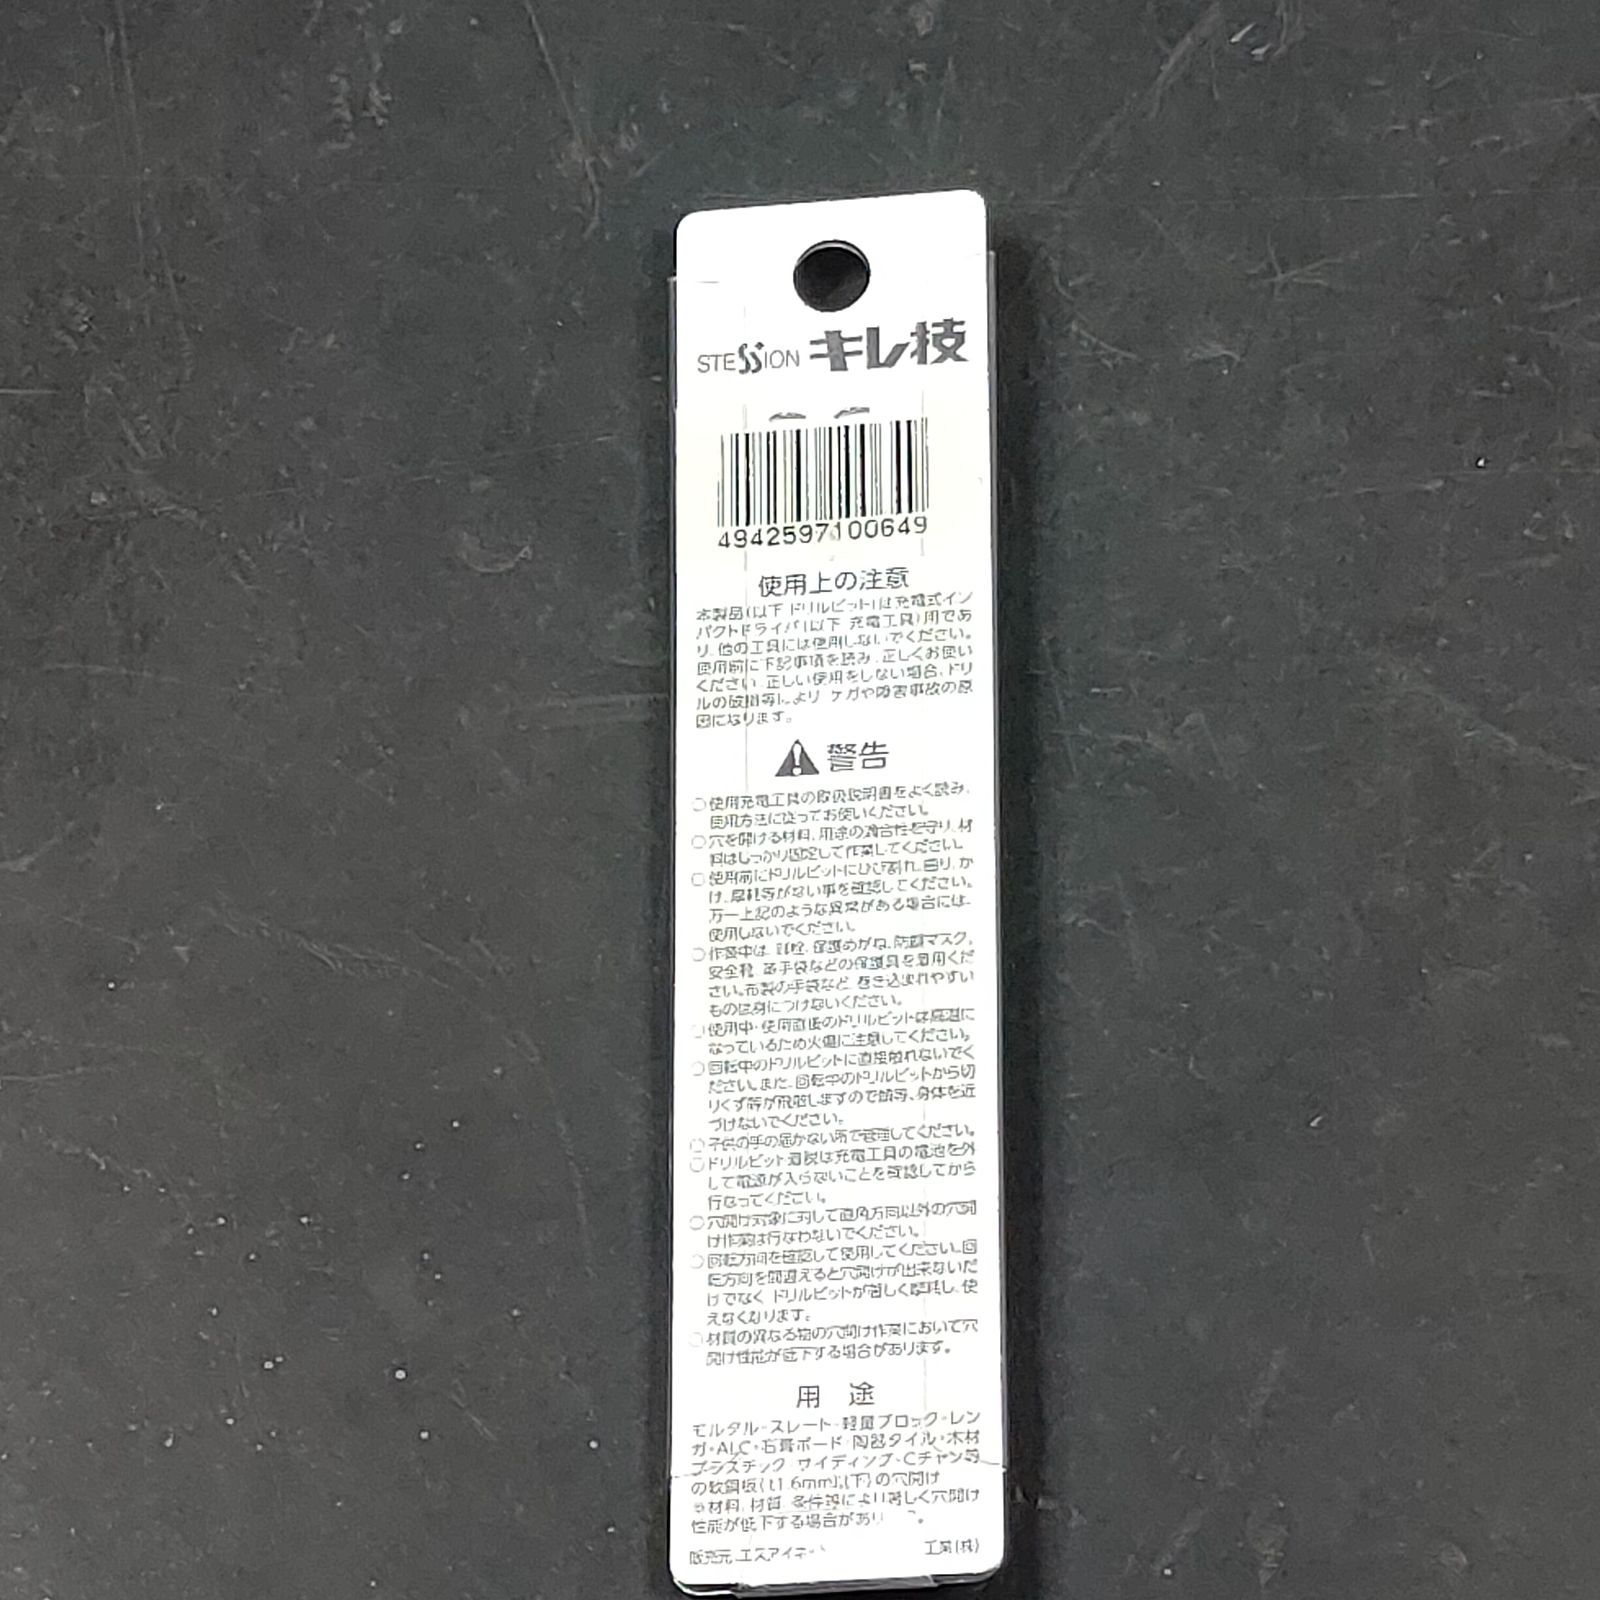 STESSION キレ技
4942597100649
使用上の注意
本製品(以下 ドリルビット)は充電式イン
パクトドライバ(以下 充電工具)用であ
り、他の工具には使用しないでください。
使用前に下記事項を読み、正しくお使い
ください。正しい使用をしない場合、ドリ
ルの破損等により ケガや障害事故の原
因になります。
警告
○使用充電工具の取扱説明書をよく読み、
使用方法に従ってお使いください。
○穴を開ける材料、用途の適合性を守り、材
料はしっかり固定して作業してください。
○使用前にドリルビットにひび割れ、曲り、か
け、摩耗等がない事を確認してください。
万一上記のような異常がある場合には、
使用しないでください。
○作業中は、耳栓、保護めがね、防塵マスク、
安全靴、革手袋などの保護具を着用くだ
さい。布製の手袋など、巻き込まれやすい
ものは身につけないください。
○使用中・使用直後のドリルビットは高温に
なっているため火傷に注意してください。
○回転中のドリルビットに直接触れないでく
ださい。また、回転中のドリルビットから切
りくず等が飛散しますので顔等、身体を近
づけないでください。
○子供の手の届かない所で管理してください。
○ドリルビット着脱は充電工具の電池を外
して電源が入らないことを確認してから
行なってください。
○穴開け対象に対して直角方向以外の穴開
け作業は行なわないでください。
○回転方向を確認して使用してください。回
転方向を間違えると穴開けが出来ないだ
けでなく ドリルビットが著しく摩耗し、使
えなくなります。
○材質の異なる物の穴開け作業において穴
開け性能が低下する場合があります。
用 途
モルタル・スレート・軽量ブロック・レン
ガ・ALC・石膏ボード・陶器タイル・木材
プラスチック・サイディング・Cチャン等
の軟鋼板(t1.6mm以下)の穴開け
※材料、材質、条件等により著しく穴開け
性能が低下する場合があり 。
販売元 エスアイ 工業(株)